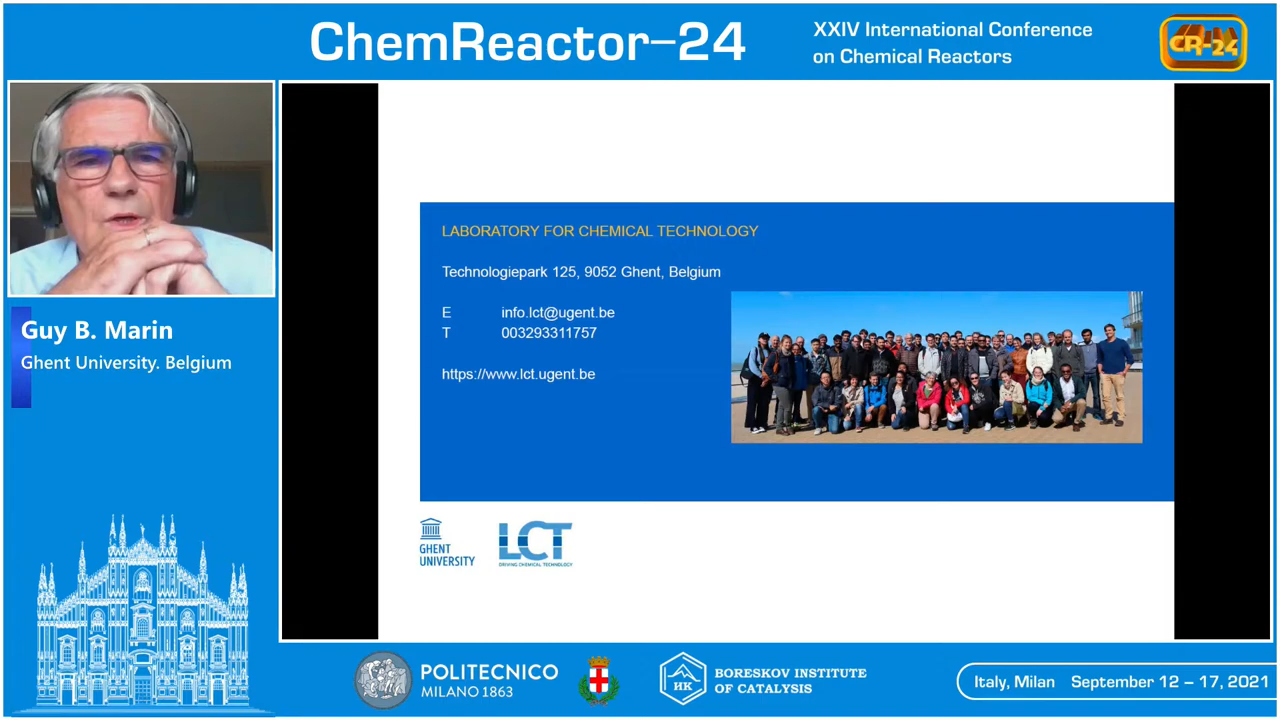 ChemReactor–24
XXIV International Conference
on Chemical Reactors
CR-24
Guy B. Marin
Ghent University. Belgium
LABORATORY FOR CHEMICAL TECHNOLOGY
Technologiepark 125, 9052 Ghent, Belgium
E info.lct@ugent.be
T 003293311757
https://www.lct.ugent.be
GHENT
UNIVERSITY
LCT
DRIVING CHEMICAL TECHNOLOGY
POLITECNICO
MILANO 1863
НК
BORESKOV INSTITUTE
OF CATALYSIS
Italy, Milan September 12 – 17, 2021